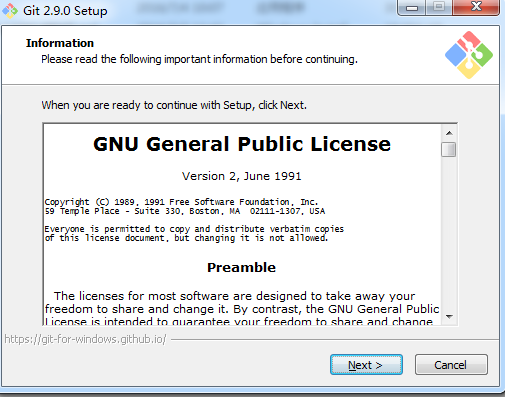 Git 2.9.0 Setup
Information
Please read the following important information before continuing.
When you are ready to continue with Setup, click Next.
GNU General Public License
Version 2, June 1991
Copyright (C) 1989, 1991 Free Software Foundation, Inc.
59 Temple Place - Suite 330, Boston, MA  02111-1307, USA
Everyone is permitted to copy and distribute verbatim copies
of this license document, but changing it is not allowed.
Preamble
The licenses for most software are designed to take away your
freedom to share and change it. By contrast, the GNU General Public
License is intended to guarantee your freedom to share and change
https://git-for-windows.github.io/
Next >
Cancel